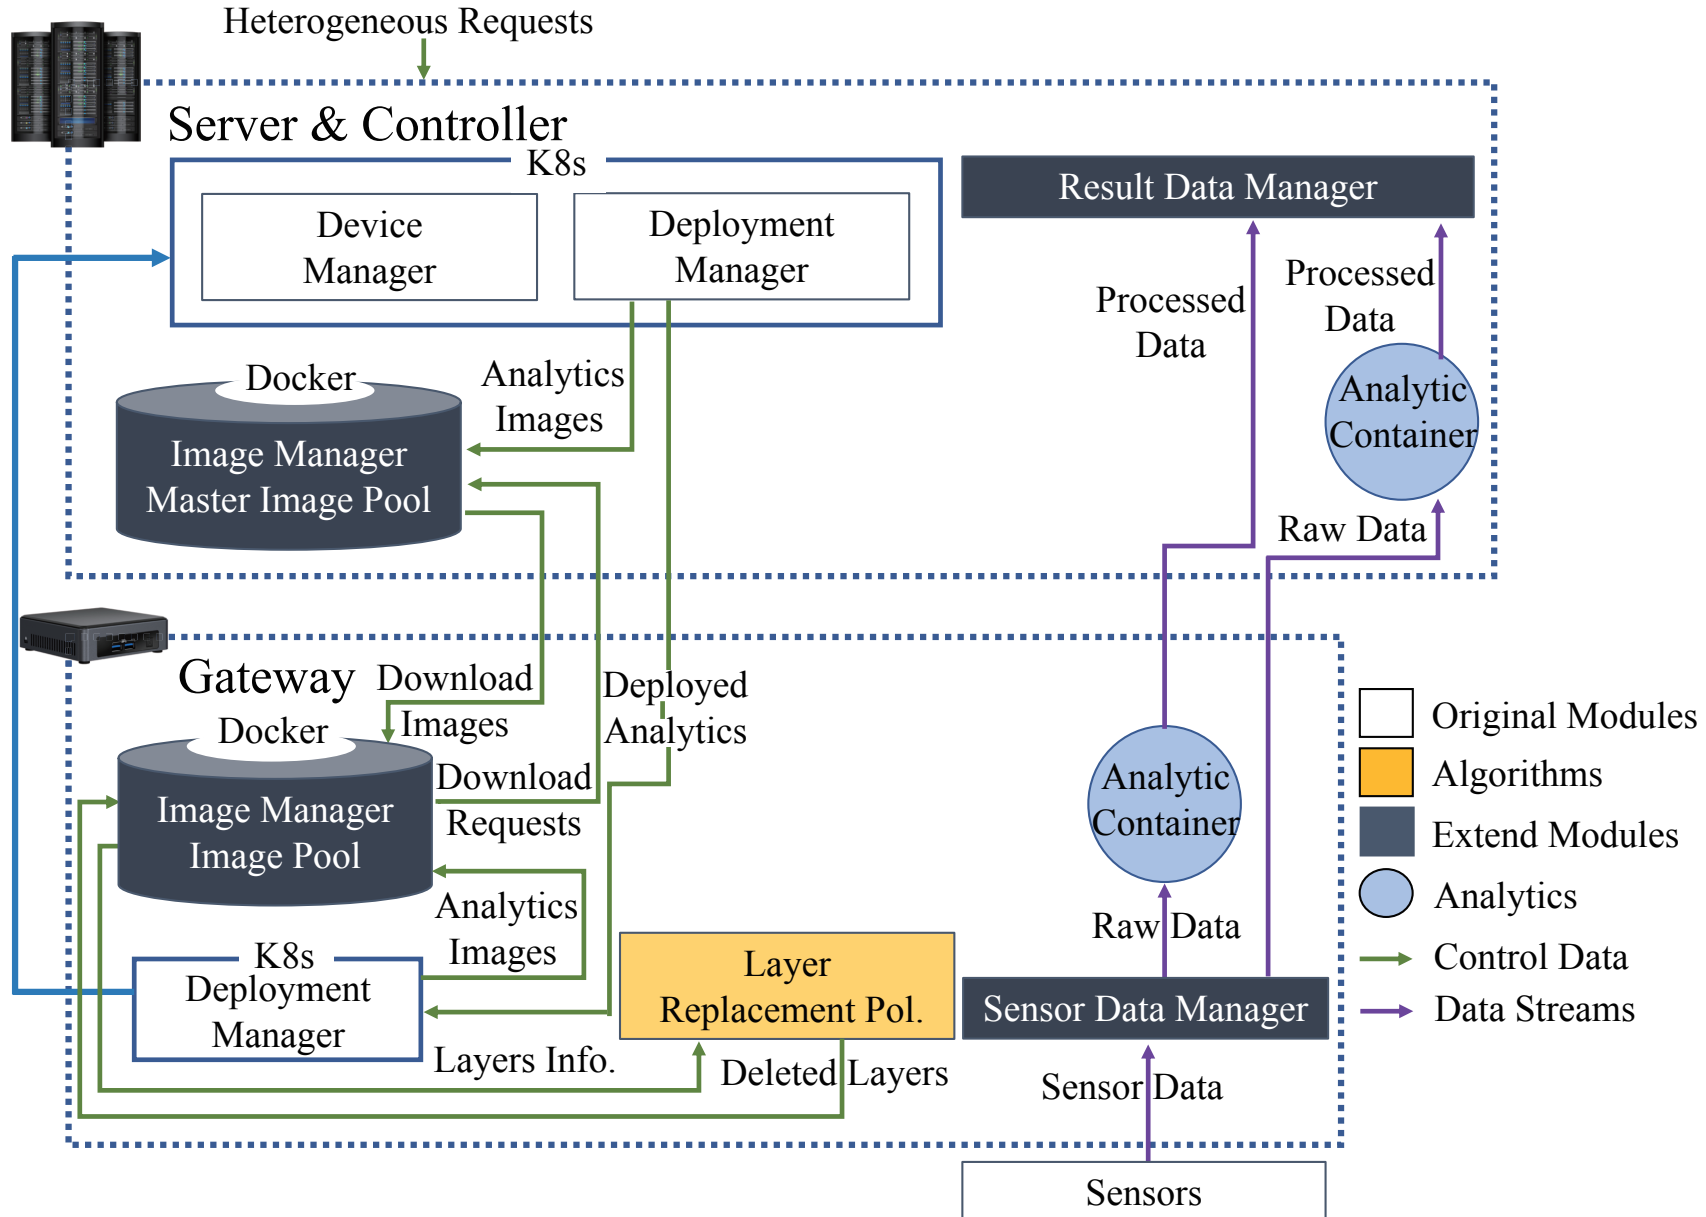 Heterogeneous Requests
Server & Controller
K8s
Device
Manager
Deployment
Manager
Result Data Manager
Processed
Data
Processed
Data
Analytic
Container
Raw Data
Analytics
Images
Docker
Image Manager
Master Image Pool
Gateway
Download
Images
Deployed
Analytics
Docker
Image Manager
Image Pool
Download
Requests
Analytics
Images
K8s
Deployment
Manager
Layers Info.
Layer
Replacement Pol.
Deleted Layers
Analytic
Container
Raw Data
Sensor Data Manager
Sensor Data
Sensors
Original Modules
Algorithms
Extend Modules
Analytics
Control Data
Data Streams